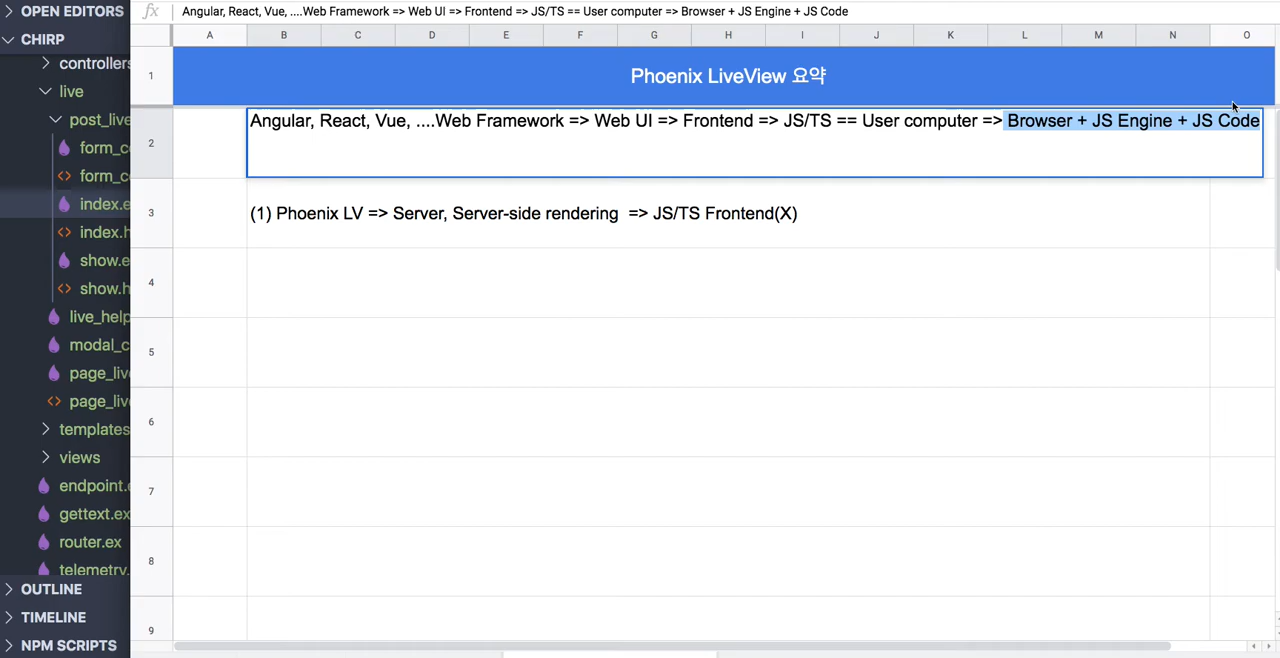 OPEN EDITORS
CHIRP
controllers
live
post_live
form_co
form_co
index.e
index.h
show.e
show.h
live_help
modal_c
page_liv
page_liv
templates
views
endpoint.
gettext.ex
router.ex
telemetry.
OUTLINE
TIMELINE
NPM SCRIPTS
fx Angular, React, Vue, ....Web Framework => Web UI => Frontend => JS/TS == User computer => Browser + JS Engine + JS Code
A B C D E F G H I J K L M N O
1 Phoenix LiveView 요약
2 Angular, React, Vue, ....Web Framework => Web UI => Frontend => JS/TS == User computer => Browser + JS Engine + JS Code
3 (1) Phoenix LV => Server, Server-side rendering => JS/TS Frontend(X)
4
5
6
7
8
9